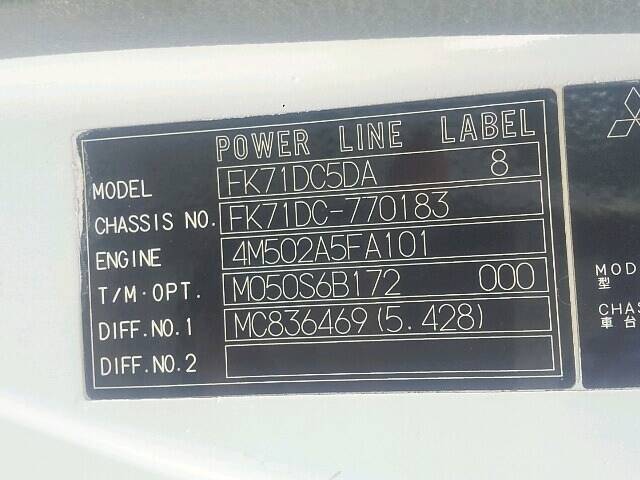 POWER LINE LABEL
MODEL FK71DC5DA 8
CHASSIS NO. FK71DC-770183
ENGINE 4M502A5FA101
T/M·OPT. M050S6B172 000
DIFF.NO.1 MC836469(5.428)
DIFF.NO.2
MOD
型
CHAS
車台